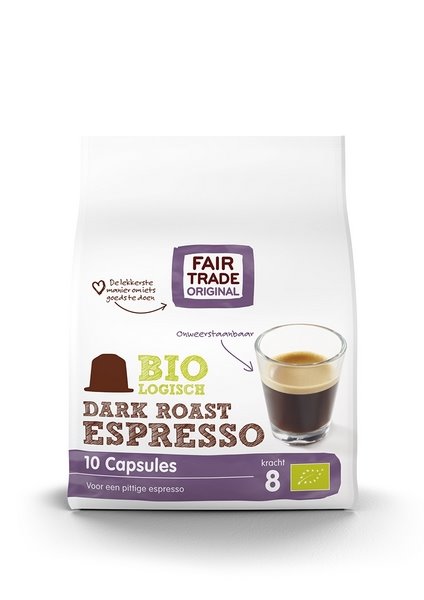 FAIR
TRADE
ORIGINAL
De lekkerste
manier om iets
goeds te doen
Onweerstaanbaar
BIO
LOGISCH
DARK ROAST
ESPRESSO
10 Capsules
Voor een pittige espresso
kracht
8